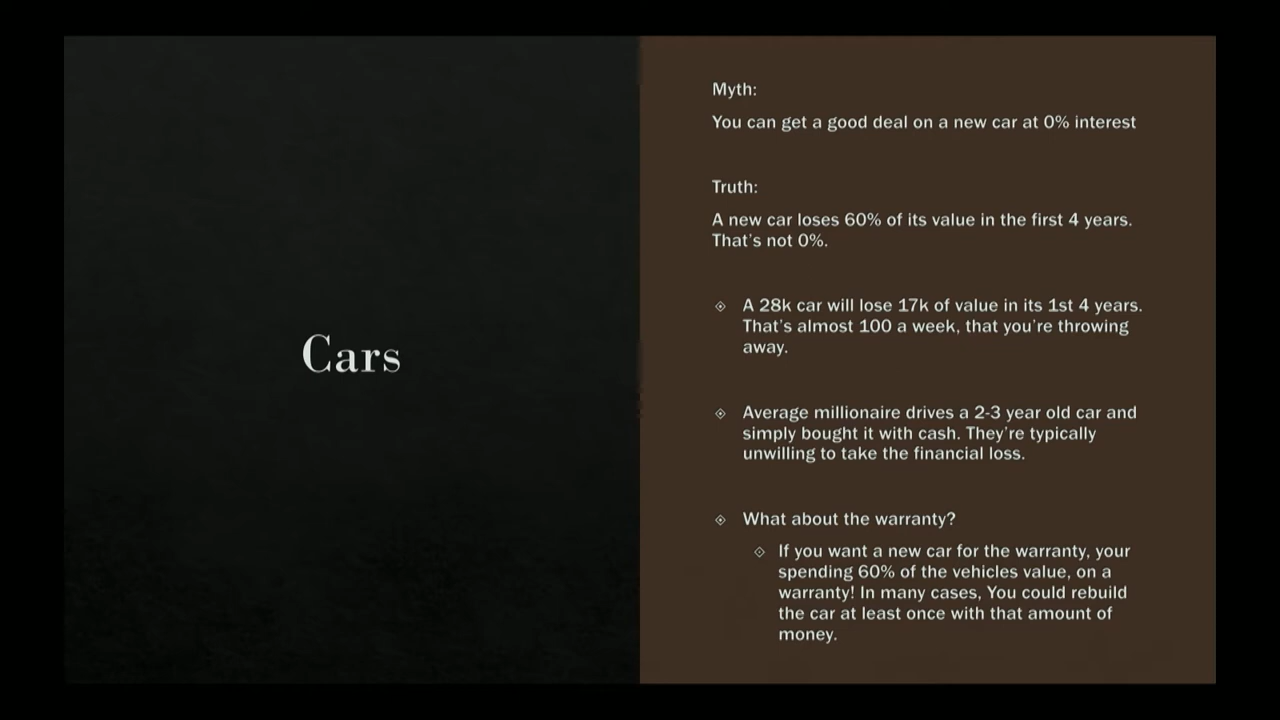 Cars
Myth:
You can get a good deal on a new car at 0% interest
Truth:
A new car loses 60% of its value in the first 4 years.
That's not 0%.
A 28k car will lose 17k of value in its 1st 4 years.
That's almost 100 a week, that you're throwing
away.
Average millionaire drives a 2-3 year old car and
simply bought it with cash. They're typically
unwilling to take the financial loss.
What about the warranty?
If you want a new car for the warranty, your
spending 60% of the vehicles value, on a
warranty! In many cases, You could rebuild
the car at least once with that amount of
money.